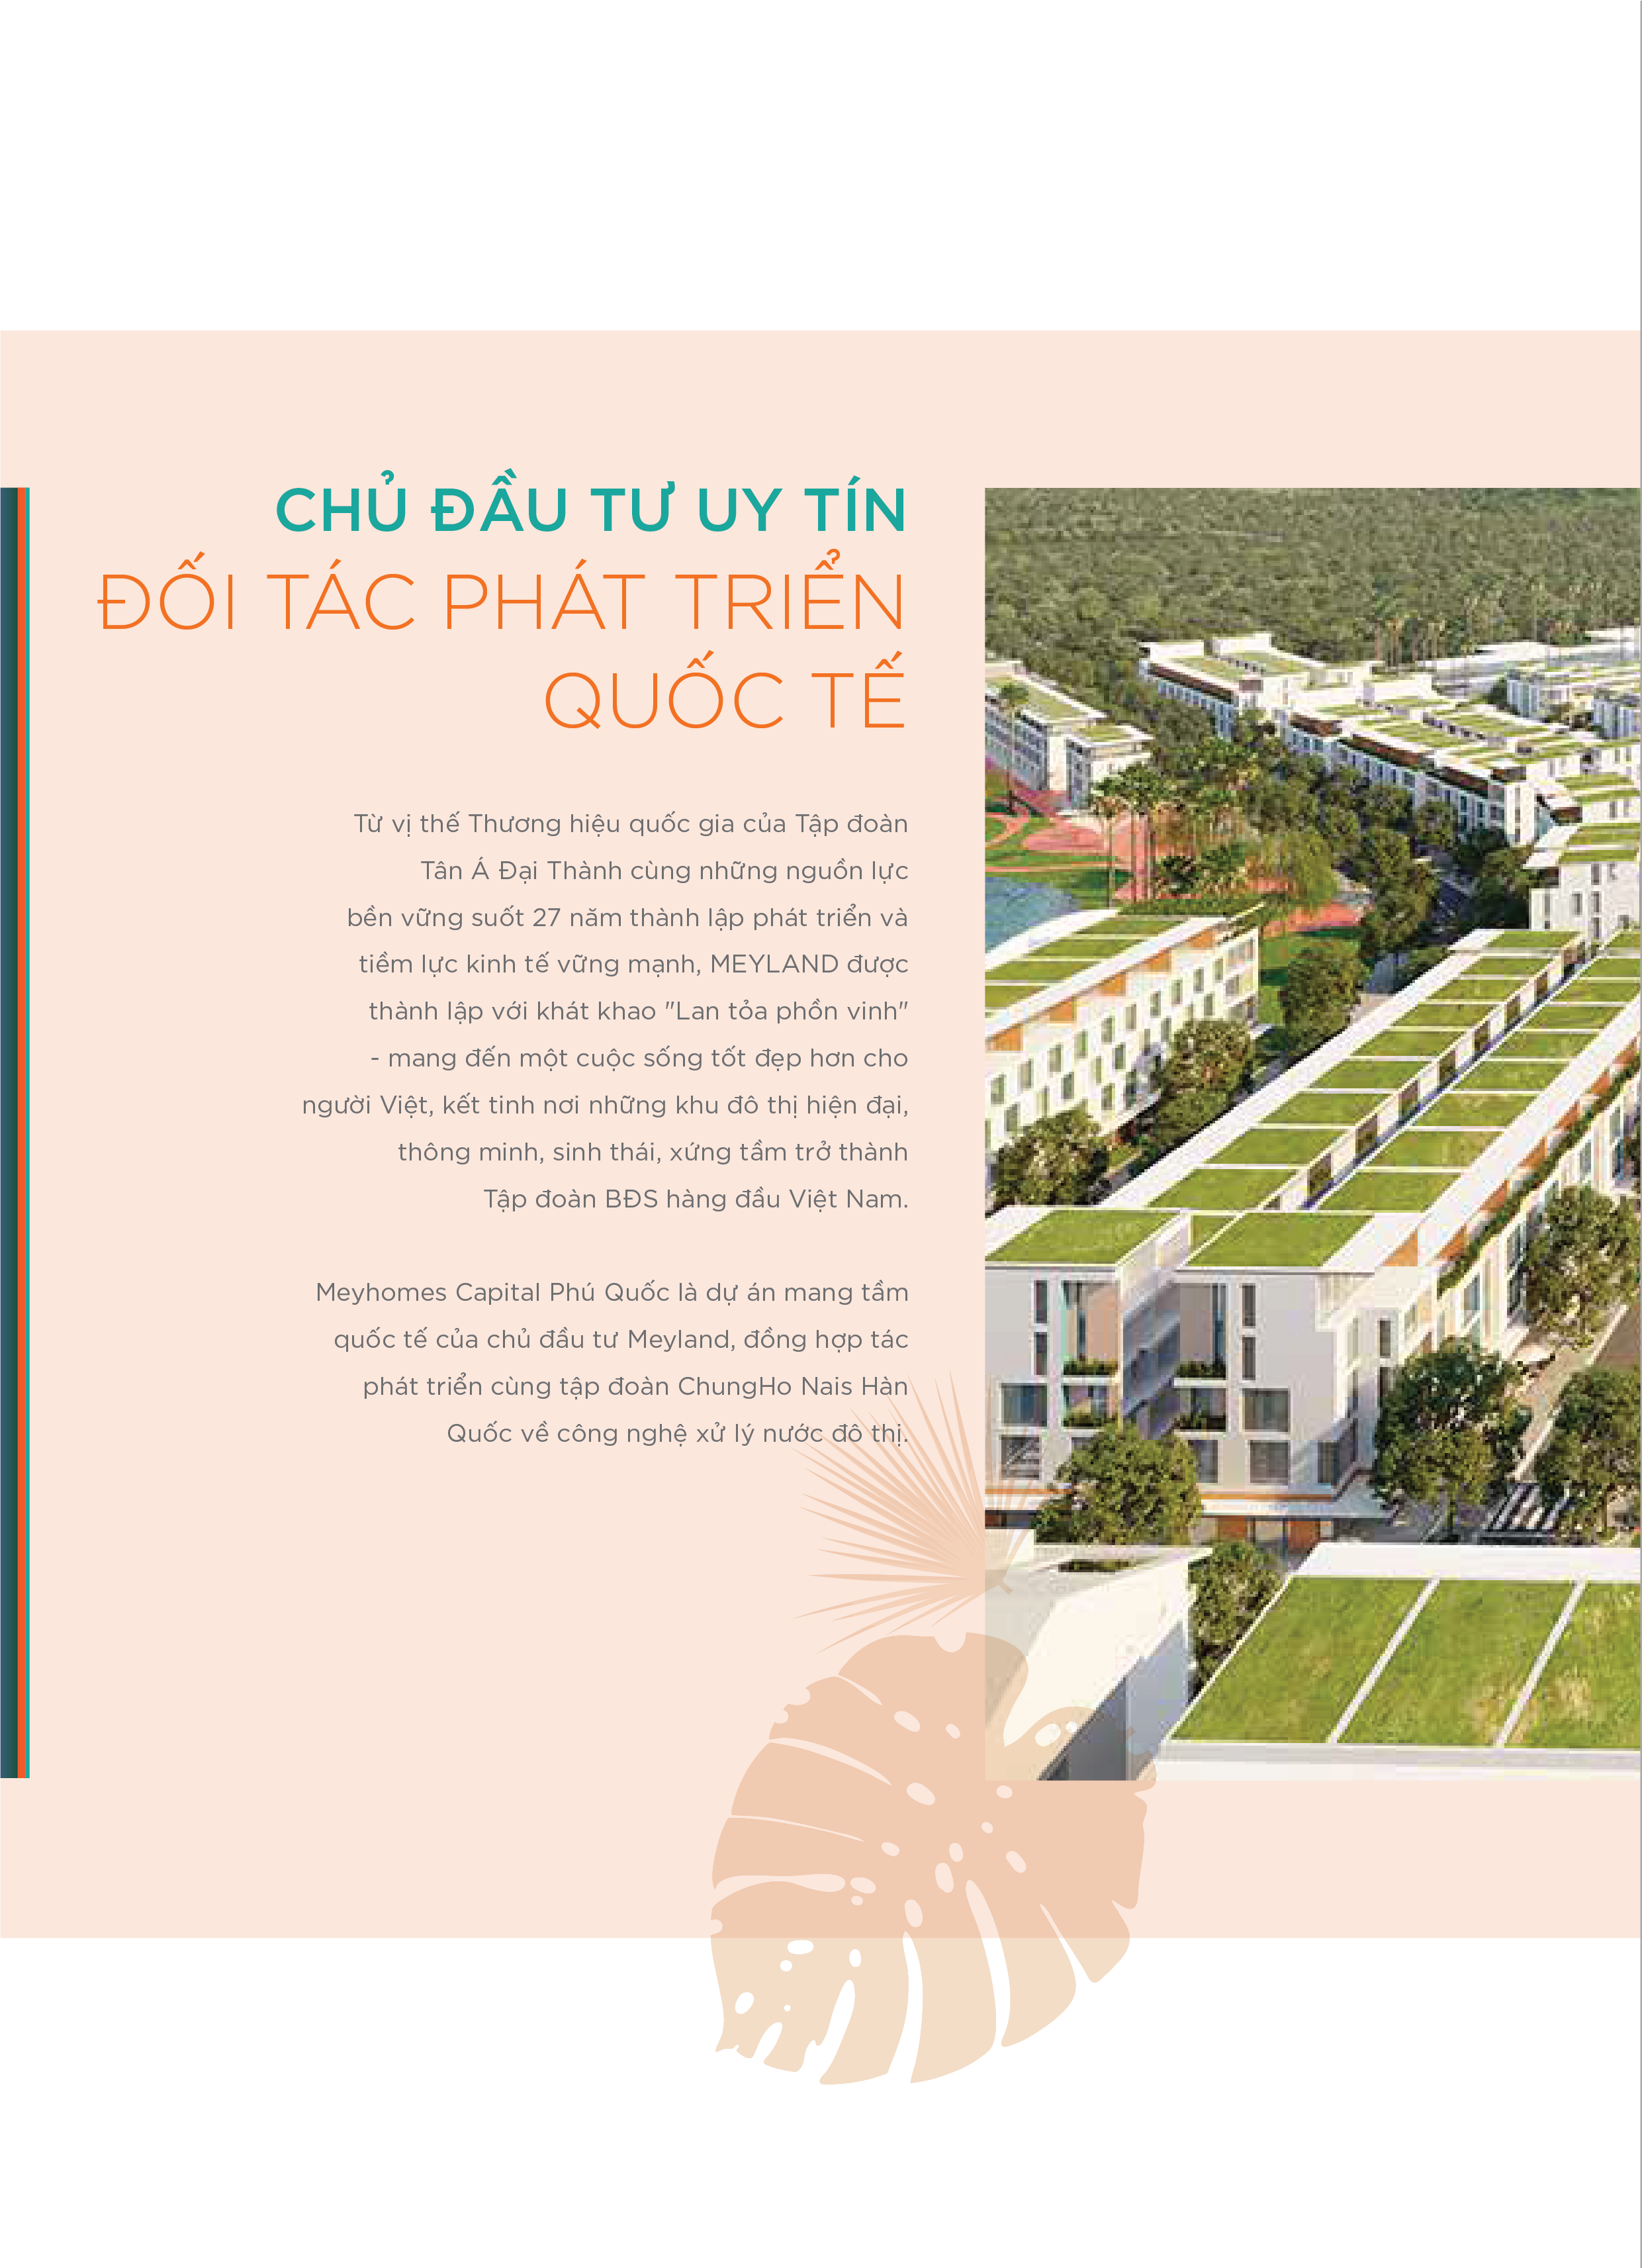 CHỦ ĐẦU TƯ UY TÍN
ĐỐI TÁC PHÁT TRIỂN
QUỐC TẾ
Từ vị thế Thương hiệu quốc gia của Tập đoàn
Tân Á Đại Thành cùng những nguồn lực
bền vững suốt 27 năm thành lập phát triển và
tiềm lực kinh tế vững mạnh, MEYLAND được
thành lập với khát khao "Lan tỏa phồn vinh"
- mang đến một cuộc sống tốt đẹp hơn cho
người Việt, kết tinh nơi những khu đô thị hiện đại,
thông minh, sinh thái, xứng tầm trở thành
Tập đoàn BĐS hàng đầu Việt Nam.
Meyhomes Capital Phú Quốc là dự án mang tầm
quốc tế của chủ đầu tư Meyland, đồng hợp tác
phát triển cùng tập đoàn ChungHo Nais Hàn
Quốc về công nghệ xử lý nước đô thị.